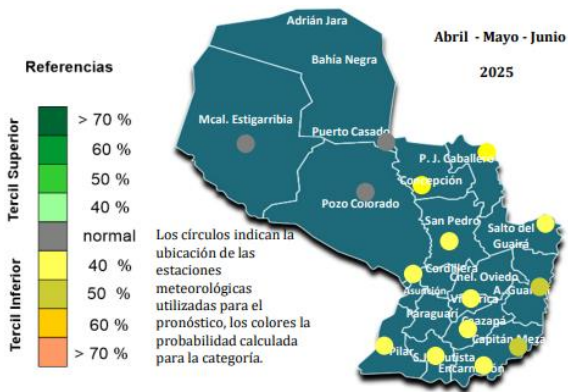 Adrián Jara
Abril - Mayo - Junio
2025
Bahía Negra
Referencias
Tercil Superior
> 70 %
60 %
50 %
40 %
normal
Tercil Inferior
40 %
50 %
60 %
> 70 %
Mcal. Estigarribia
Puerto Casado
P. J. Caballero
Concepción
Pozo Colorado
San Pedro
Salto del
Guairá
Los círculos indican la
ubicación de las
estaciones
meteorológicas
utilizadas para el
pronóstico, los colores la
probabilidad calculada
para la categoría.
Cordillera
Cnel. Oviedo
Asunción
Villarrica
Paraguarí
Caazapá
Capitán Meza
Pilar
Encarnación